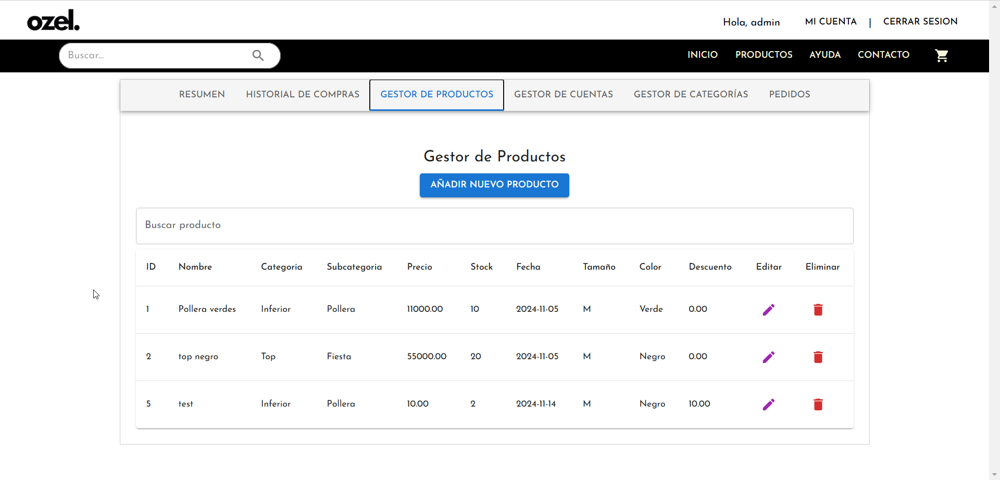 ozel.
Hola, admin MI CUENTA | CERRAR SESION
Buscar... INICIO PRODUCTOS AYUDA CONTACTO
RESUMEN HISTORIAL DE COMPRAS GESTOR DE PRODUCTOS GESTOR DE CUENTAS GESTOR DE CATEGORÍAS PEDIDOS
Gestor de Productos
AÑADIR NUEVO PRODUCTO
Buscar producto
ID Nombre Categoria Subcategoria Precio Stock Fecha Tamaño Color Descuento Editar Eliminar
1 Pollera verdes Inferior Pollera 11000.00 10 2024-11-05 M Verde 0.00
2 top negro Top Fiesta 55000.00 20 2024-11-05 M Negro 0.00
5 test Inferior Pollera 10.00 2 2024-11-14 M Negro 10.00